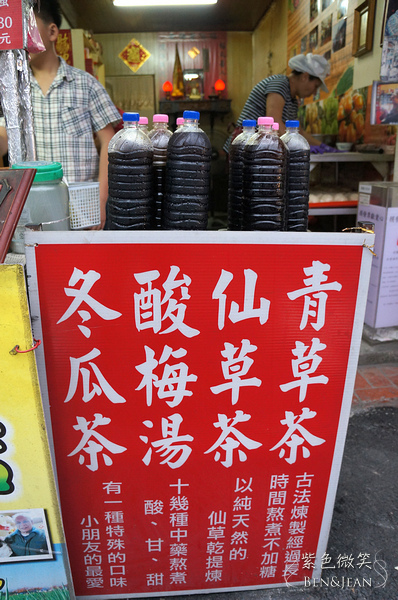 青草茶
仙草茶
酸梅湯
冬瓜茶
古法煉製經過長
時間熬煮不加糖
以純天然的
仙草乾提煉
十幾種中藥熬煮
酸、甘、甜
有一種特殊的口味
小朋友的最愛
紫色微笑
BEN&JEAN